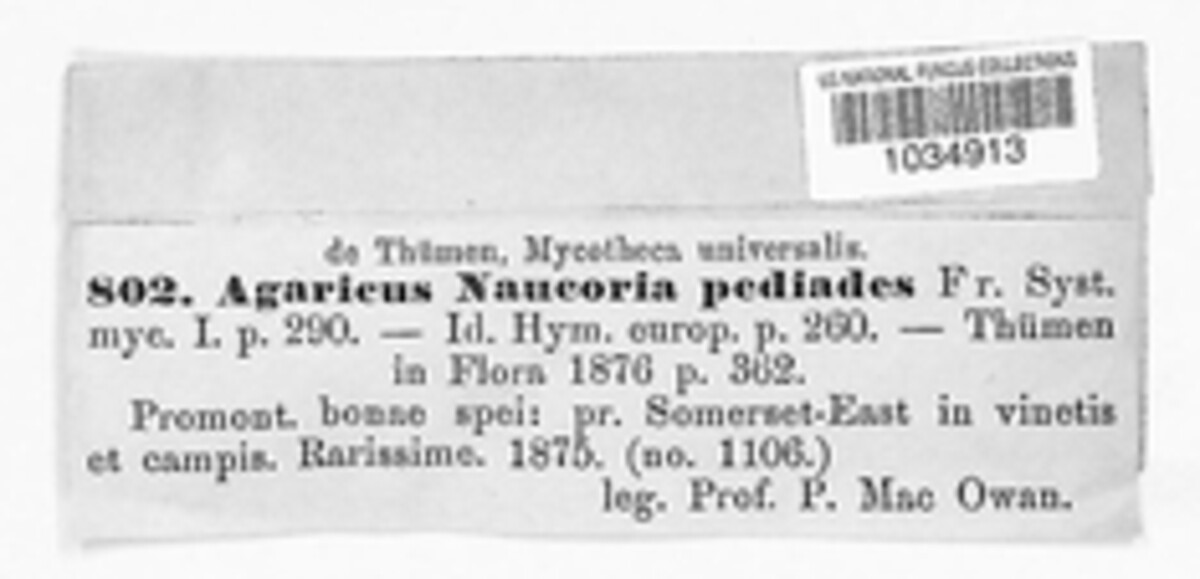 US NATIONAL FUNGUS COLLECTIONS
1034913
de Thümen, Mycotheca universalis.
802. Agaricus Naucoria pediades Fr. Syst.
myc. I. p. 290. — Id. Hym. europ. p. 260. — Thümen
in Flora 1876 p. 362.
Promont. bonae spei: pr. Somerset-East in vinetis
et campis. Rarissime. 1875. (no. 1106.)
leg. Prof. P. Mac Owan.